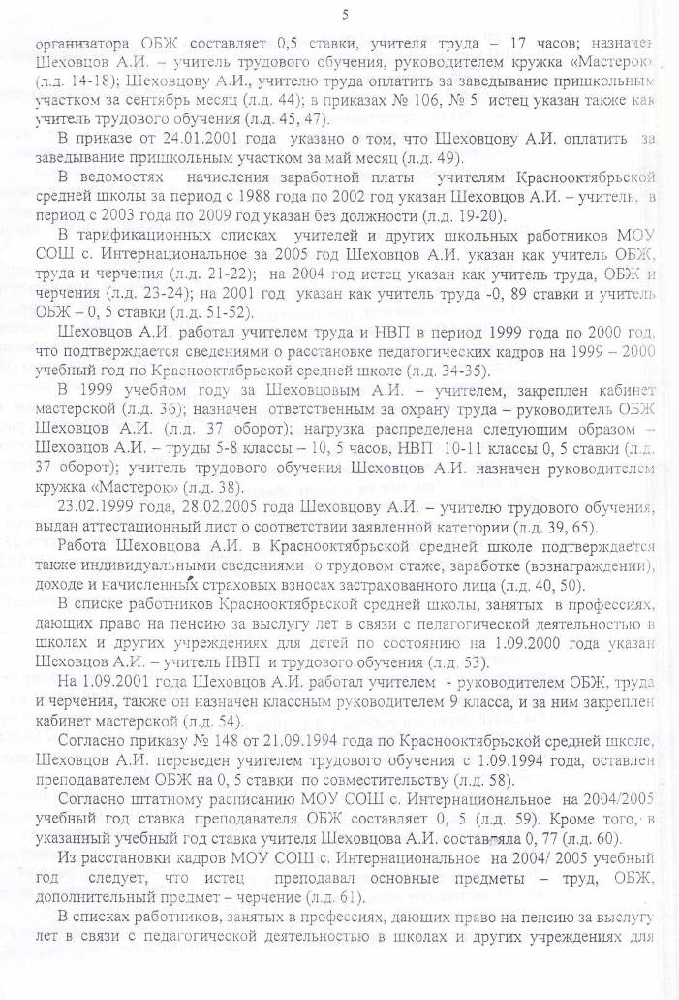 5
организатора ОБЖ составляет 0,5 ставки, учителя труда – 17 часов; назначен
Шеховцов А.И. – учитель трудового обучения, руководителем кружка «Мастерок»
(л.д. 14-18); Шеховцову А.И., учителю труда оплатить за заведывание пришкольным
участком за сентябрь месяц (л.д. 44); в приказах № 106, № 5 истец указан также как
учитель трудового обучения (л.д. 45, 47).
В приказе от 24.01.2001 года указано о том, что Шеховцову А.И. оплатить за
заведывание пришкольным участком за май месяц (л.д. 49).
В ведомостях начисления заработной платы учителям Краснооктябрьской
средней школы за период с 1988 года по 2002 год указан Шеховцов А.И. – учитель, в
период с 2003 года по 2009 год указан без должности (л.д. 19-20).
В тарификационных списках учителей и других школьных работников МОУ
СОШ с. Интернациональное за 2005 год Шеховцов А.И. указан как учитель ОБЖ,
труда и черчения (л.д. 21-22); на 2004 год истец указан как учитель труда, ОБЖ и
черчения (л.д. 23-24); на 2001 год указан как учитель труда -0, 89 ставки и учитель
ОБЖ – 0, 5 ставки (л.д. 51-52).
Шеховцов А.И. работал учителем труда и НВП в период 1999 года по 2000 год,
что подтверждается сведениями о расстановке педагогических кадров на 1999 – 2000
учебный год по Краснооктябрьской средней школе (л.д. 34-35).
В 1999 учебном году за Шеховцовым А.И. – учителем, закреплен кабинет
мастерской (л.д. 36); назначен ответственным за охрану труда – руководитель ОБЖ
Шеховцов А.И. (л.д. 37 оборот); нагрузка распределена следующим образом –
Шеховцов А.И. – труды 5-8 классы – 10, 5 часов, НВП 10-11 классы 0, 5 ставки (л.д.
37 оборот); учитель трудового обучения Шеховцов А.И. назначен руководителем
кружка «Мастерок» (л.д. 38).
23.02.1999 года, 28.02.2005 года Шеховцову А.И. – учителю трудового обучения,
выдан аттестационный лист о соответствии заявленной категории (л.д. 39, 65).
Работа Шеховцова А.И. в Краснооктябрьской средней школе подтверждается
также индивидуальными сведениями о трудовом стаже, заработке (вознаграждении),
доходе и начисленных страховых взносах застрахованного лица (л.д. 40, 50).
В списке работников Краснооктябрьской средней школы, занятых в профессиях,
дающих право на пенсию за выслугу лет в связи с педагогической деятельностью в
школах и других учреждениях для детей по состоянию на 1.09.2000 года указан
Шеховцов А.И. – учитель НВП и трудового обучения (л.д. 53).
На 1.09.2001 года Шеховцов А.И. работал учителем - руководителем ОБЖ, труда
и черчения, также он назначен классным руководителем 9 класса, и за ним закреплен
кабинет мастерской (л.д. 54).
Согласно приказу № 148 от 21.09.1994 года по Краснооктябрьской средней школе,
Шеховцов А.И. переведен учителем трудового обучения с 1.09.1994 года, оставлен
преподавателем ОБЖ на 0, 5 ставки по совместительству (л.д. 58).
Согласно штатному расписанию МОУ СОШ с. Интернациональное на 2004/2005
учебный год ставка преподавателя ОБЖ составляет 0, 5 (л.д. 59). Кроме того, в
указанный учебный год ставка учителя Шеховцова А.И. составляла 0, 77 (л.д. 60).
Из расстановки кадров МОУ СОШ с. Интернациональное на 2004/ 2005 учебный
год следует, что истец преподавал основные предметы – труд, ОБЖ,
дополнительный предмет – черчение (л.д. 61).
В списках работников, занятых в профессиях, дающих право на пенсию за выслугу
лет в связи с педагогической деятельностью в школах и других учреждениях для